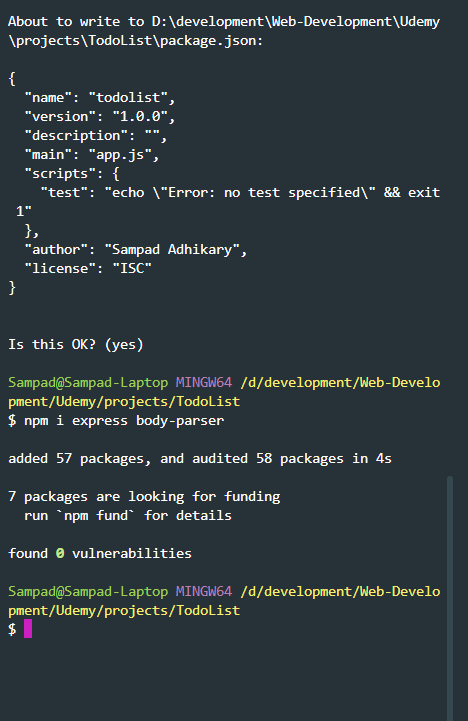 About to write to D:\development\Web-Development\Udemy
\projects\TodoList\package.json:
{
  "name": "todolist",
  "version": "1.0.0",
  "description": "",
  "main": "app.js",
  "scripts": {
    "test": "echo \"Error: no test specified\" && exit
 1"
  },
  "author": "Sampad Adhikary",
  "license": "ISC"
}
Is this OK? (yes)
Sampad@Sampad-Laptop MINGW64 /d/development/Web-Develo
pment/Udemy/projects/TodoList
$ npm i express body-parser
added 57 packages, and audited 58 packages in 4s
7 packages are looking for funding
  run `npm fund` for details
found 0 vulnerabilities
Sampad@Sampad-Laptop MINGW64 /d/development/Web-Develo
pment/Udemy/projects/TodoList
$